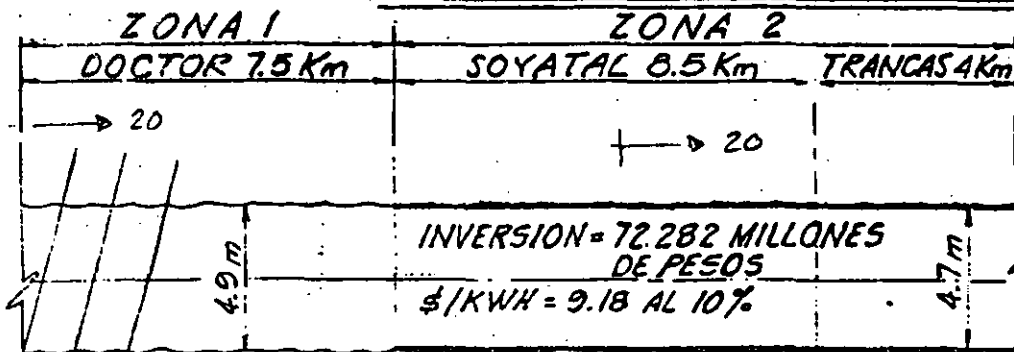 ZONA 1 ZONA 2
DOCTOR 7.5 Km SOYATAL 8.5 Km TRANCAS 4 Km
20 20
4.9 m
INVERSION = 72.282 MILLONES
DE PESOS
$/KWH = 9.18 AL 10%
4.7 m